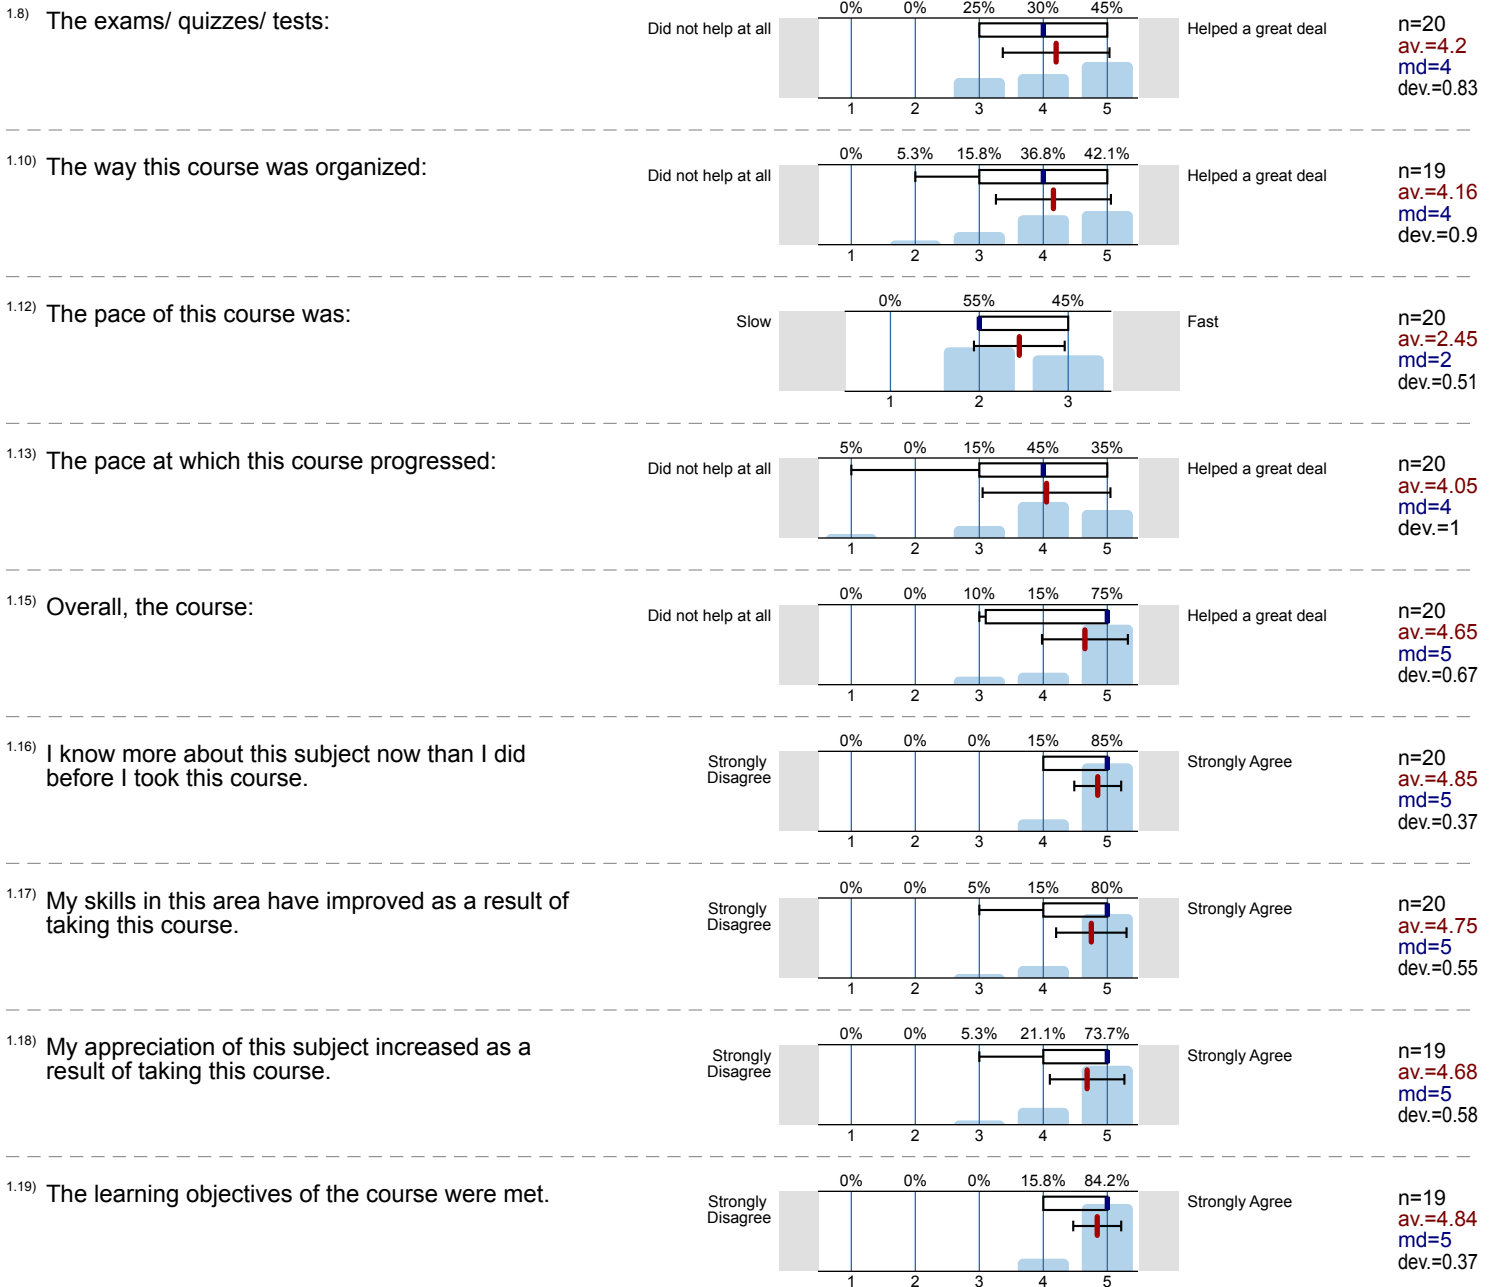 1.8) The exams/ quizzes/ tests:
0% 0% 25% 30% 45%
Did not help at all
Helped a great deal
n=20
av.=4.2
md=4
dev.=0.83
1 2 3 4 5
1.10) The way this course was organized:
0% 5.3% 15.8% 36.8% 42.1%
Did not help at all
Helped a great deal
n=19
av.=4.16
md=4
dev.=0.9
1 2 3 4 5
1.12) The pace of this course was:
0% 55% 45%
Slow
Fast
n=20
av.=2.45
md=2
dev.=0.51
1 2 3
1.13) The pace at which this course progressed:
5% 0% 15% 45% 35%
Did not help at all
Helped a great deal
n=20
av.=4.05
md=4
dev.=1
1 2 3 4 5
1.15) Overall, the course:
0% 0% 10% 15% 75%
Did not help at all
Helped a great deal
n=20
av.=4.65
md=5
dev.=0.67
1 2 3 4 5
1.16) I know more about this subject now than I did
before I took this course.
0% 0% 0% 15% 85%
Strongly
Disagree
Strongly Agree
n=20
av.=4.85
md=5
dev.=0.37
1 2 3 4 5
1.17) My skills in this area have improved as a result of
taking this course.
0% 0% 5% 15% 80%
Strongly
Disagree
Strongly Agree
n=20
av.=4.75
md=5
dev.=0.55
1 2 3 4 5
1.18) My appreciation of this subject increased as a
result of taking this course.
0% 0% 5.3% 21.1% 73.7%
Strongly
Disagree
Strongly Agree
n=19
av.=4.68
md=5
dev.=0.58
1 2 3 4 5
1.19) The learning objectives of the course were met.
0% 0% 0% 15.8% 84.2%
Strongly
Disagree
Strongly Agree
n=19
av.=4.84
md=5
dev.=0.37
1 2 3 4 5